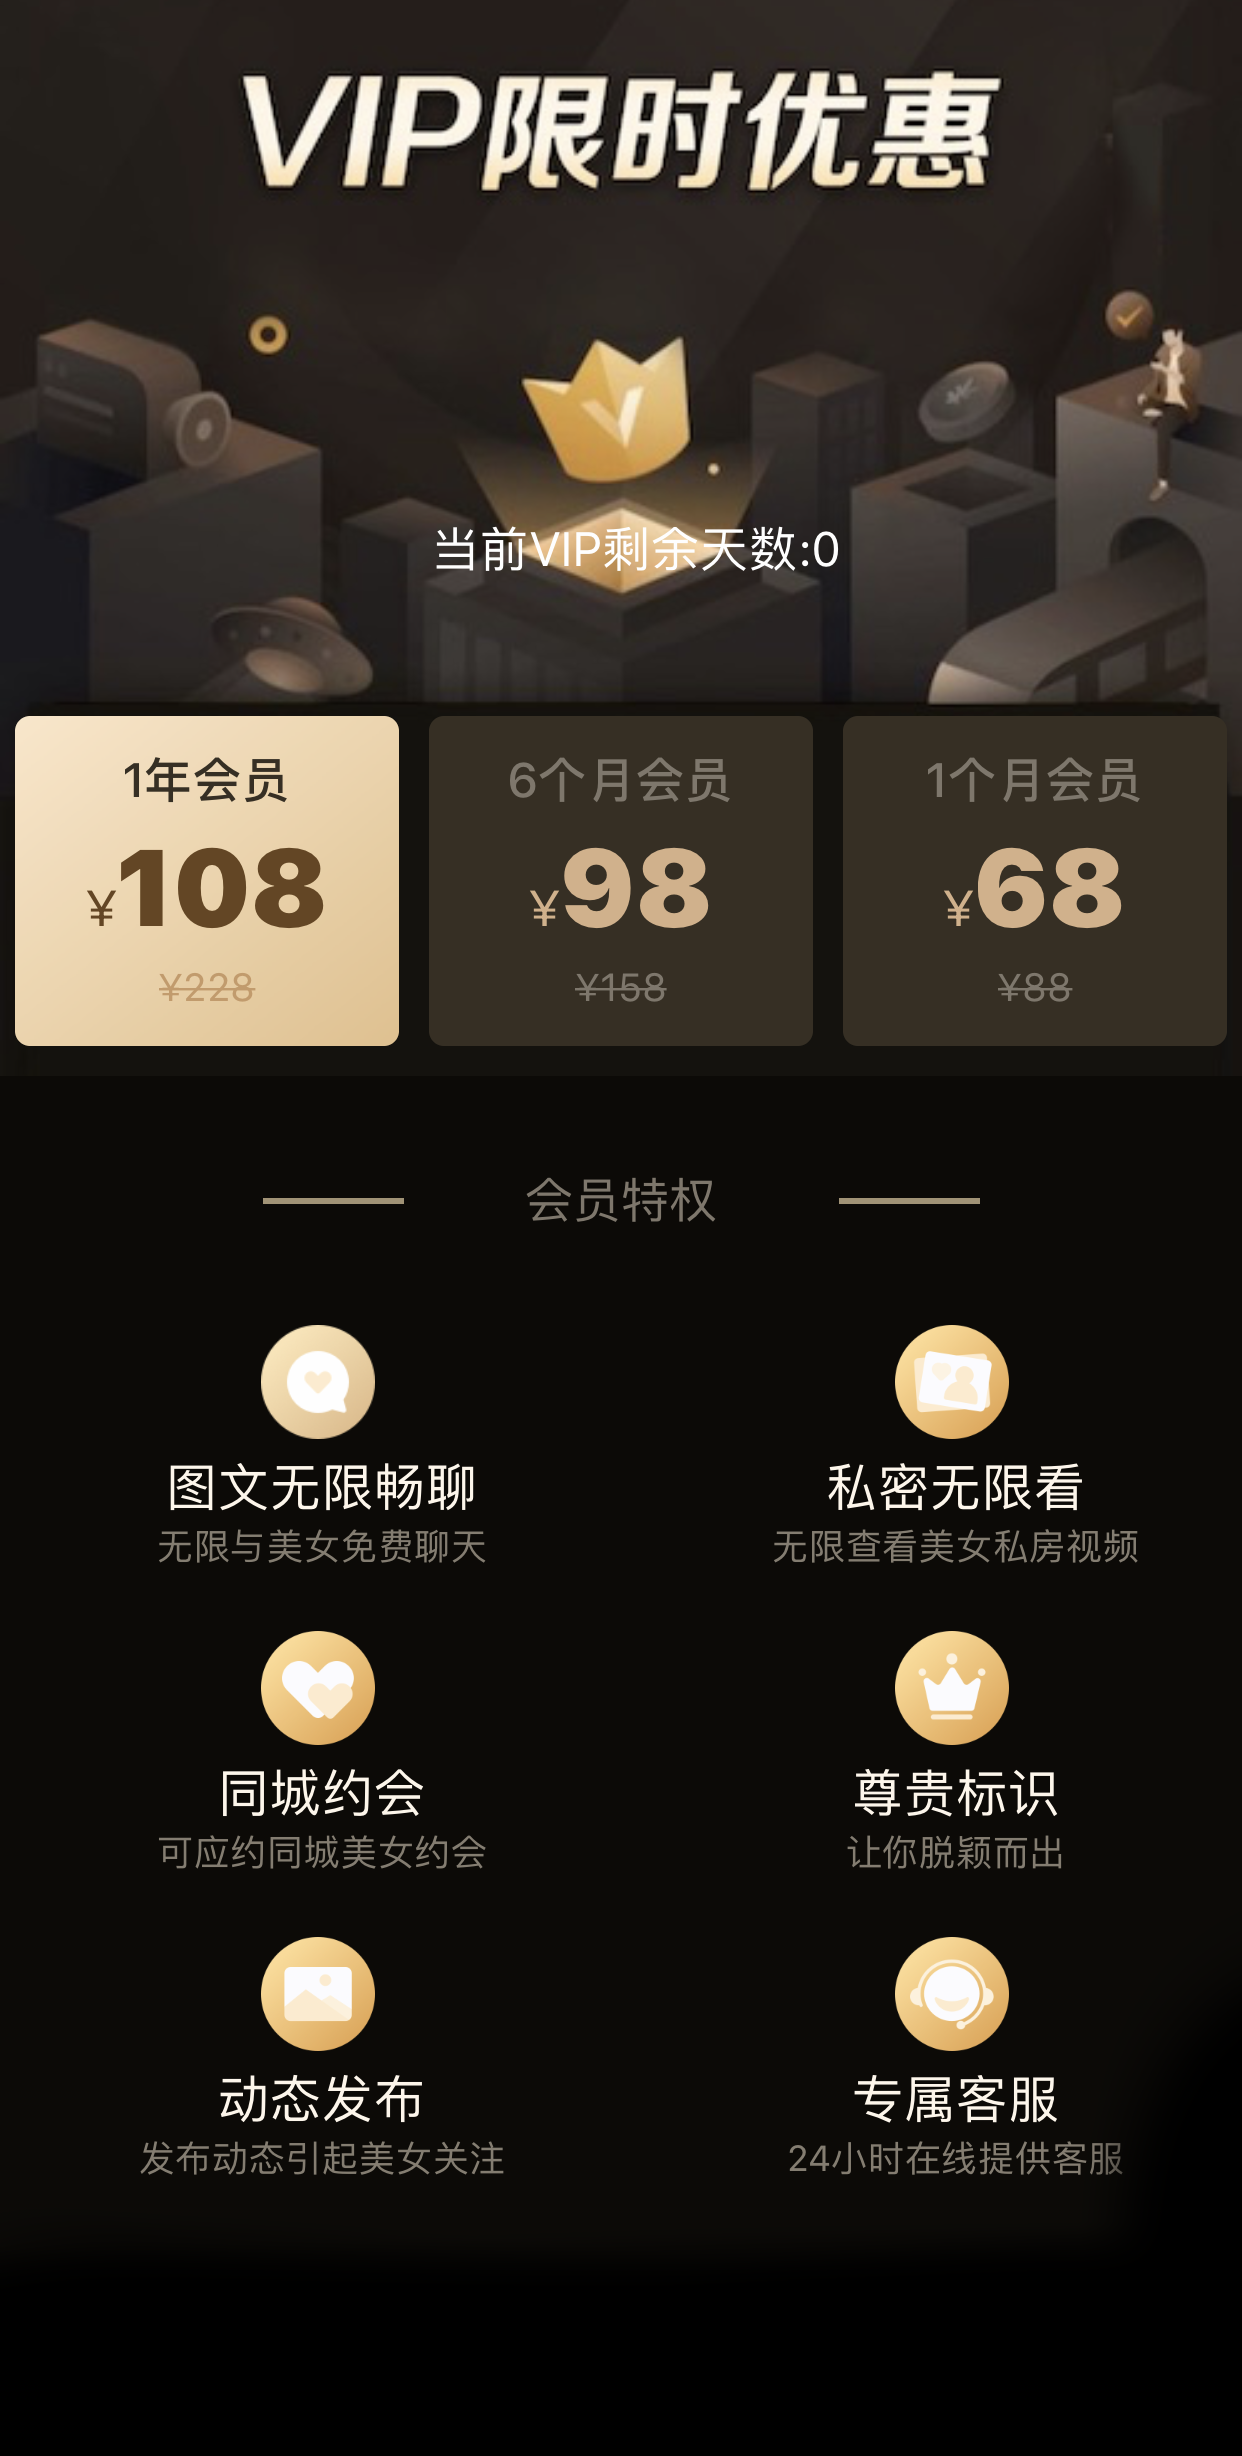 VIP限时优惠
当前VIP剩余天数:0
1年会员
¥108
¥228
6个月会员
¥98
¥158
1个月会员
¥68
¥88
会员特权
图文无限畅聊
无限与美女免费聊天
私密无限看
无限查看美女私房视频
同城约会
可应约同城美女约会
尊贵标识
让你脱颖而出
动态发布
发布动态引起美女关注
专属客服
24小时在线提供客服